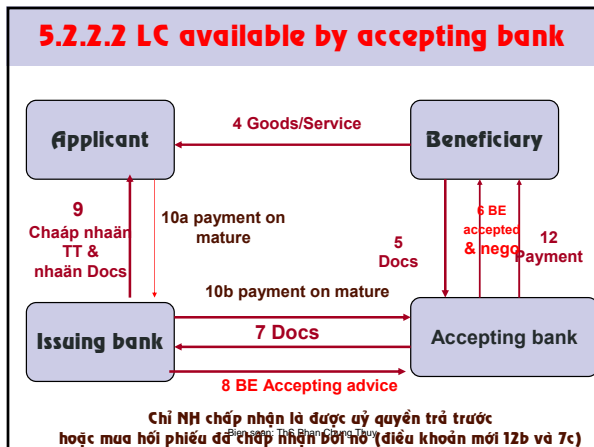 5.2.2.2 LC available by accepting bank
Applicant
4 Goods/Service
Beneficiary
9
Chaáp nhaän
TT &
nhaän Docs
10a payment on
mature
5
Docs
6 BE
accepted
& nego
12
Payment
10b payment on mature
Issuing bank
7 Docs
Accepting bank
8 BE Accepting advice
Chỉ NH chấp nhận là được uỷ quyền trả trước
hoặc mua hối phiếu đã chấp nhận bởi nó (điều khoản mới 12b và 7c)
Bien soan: ThS Phan Chung Thuy